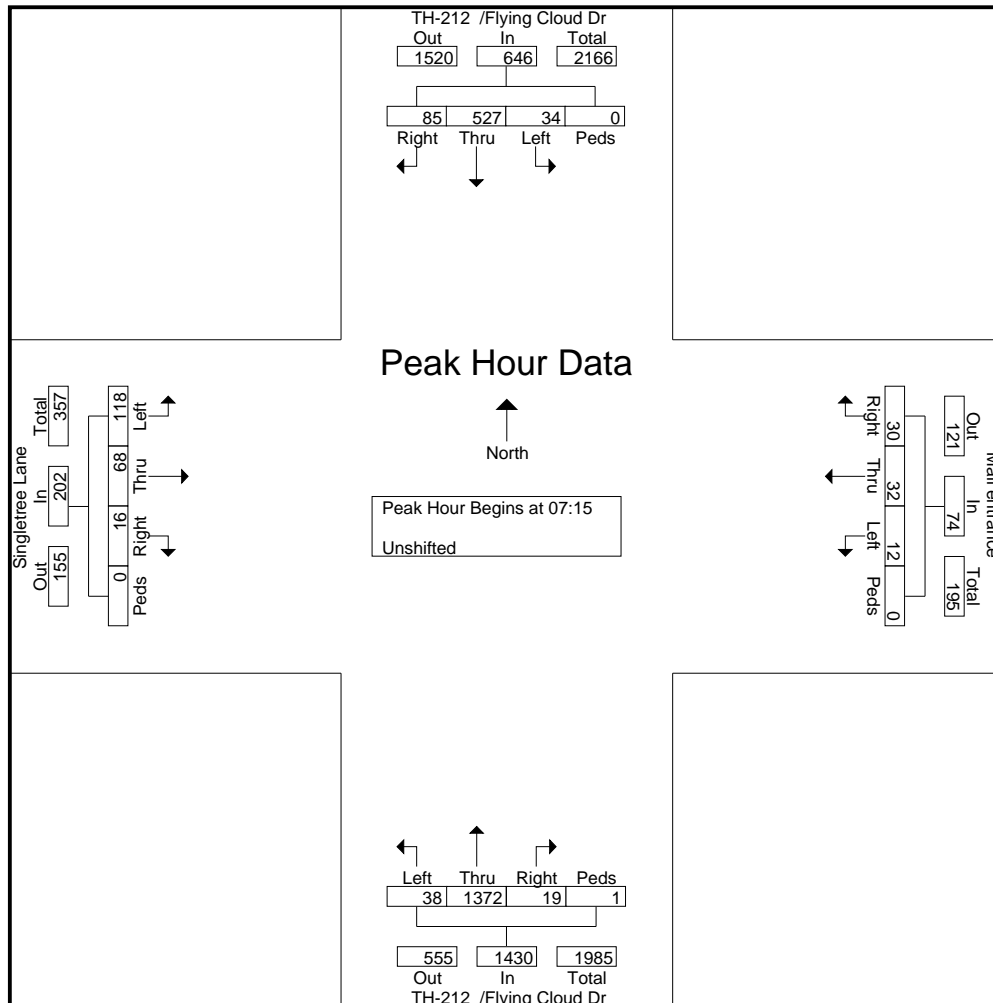 TH-212 /Flying Cloud Dr
Out In Total
1520 646 2166
85 527 34 0
Right Thru Left Peds
Peak Hour Data
North
Peak Hour Begins at 07:15
Unshifted
Singletree Lane
Out In Total
155 202 357
118 68 16 0
Left Thru Right Peds
Right Thru Left Peds
30 32 12 0
Out In Total
121 74 195
Mall entrance
Left Thru Right Peds
38 1372 19 1
555 1430 1985
Out In Total
TH-212 /Flying Cloud Dr